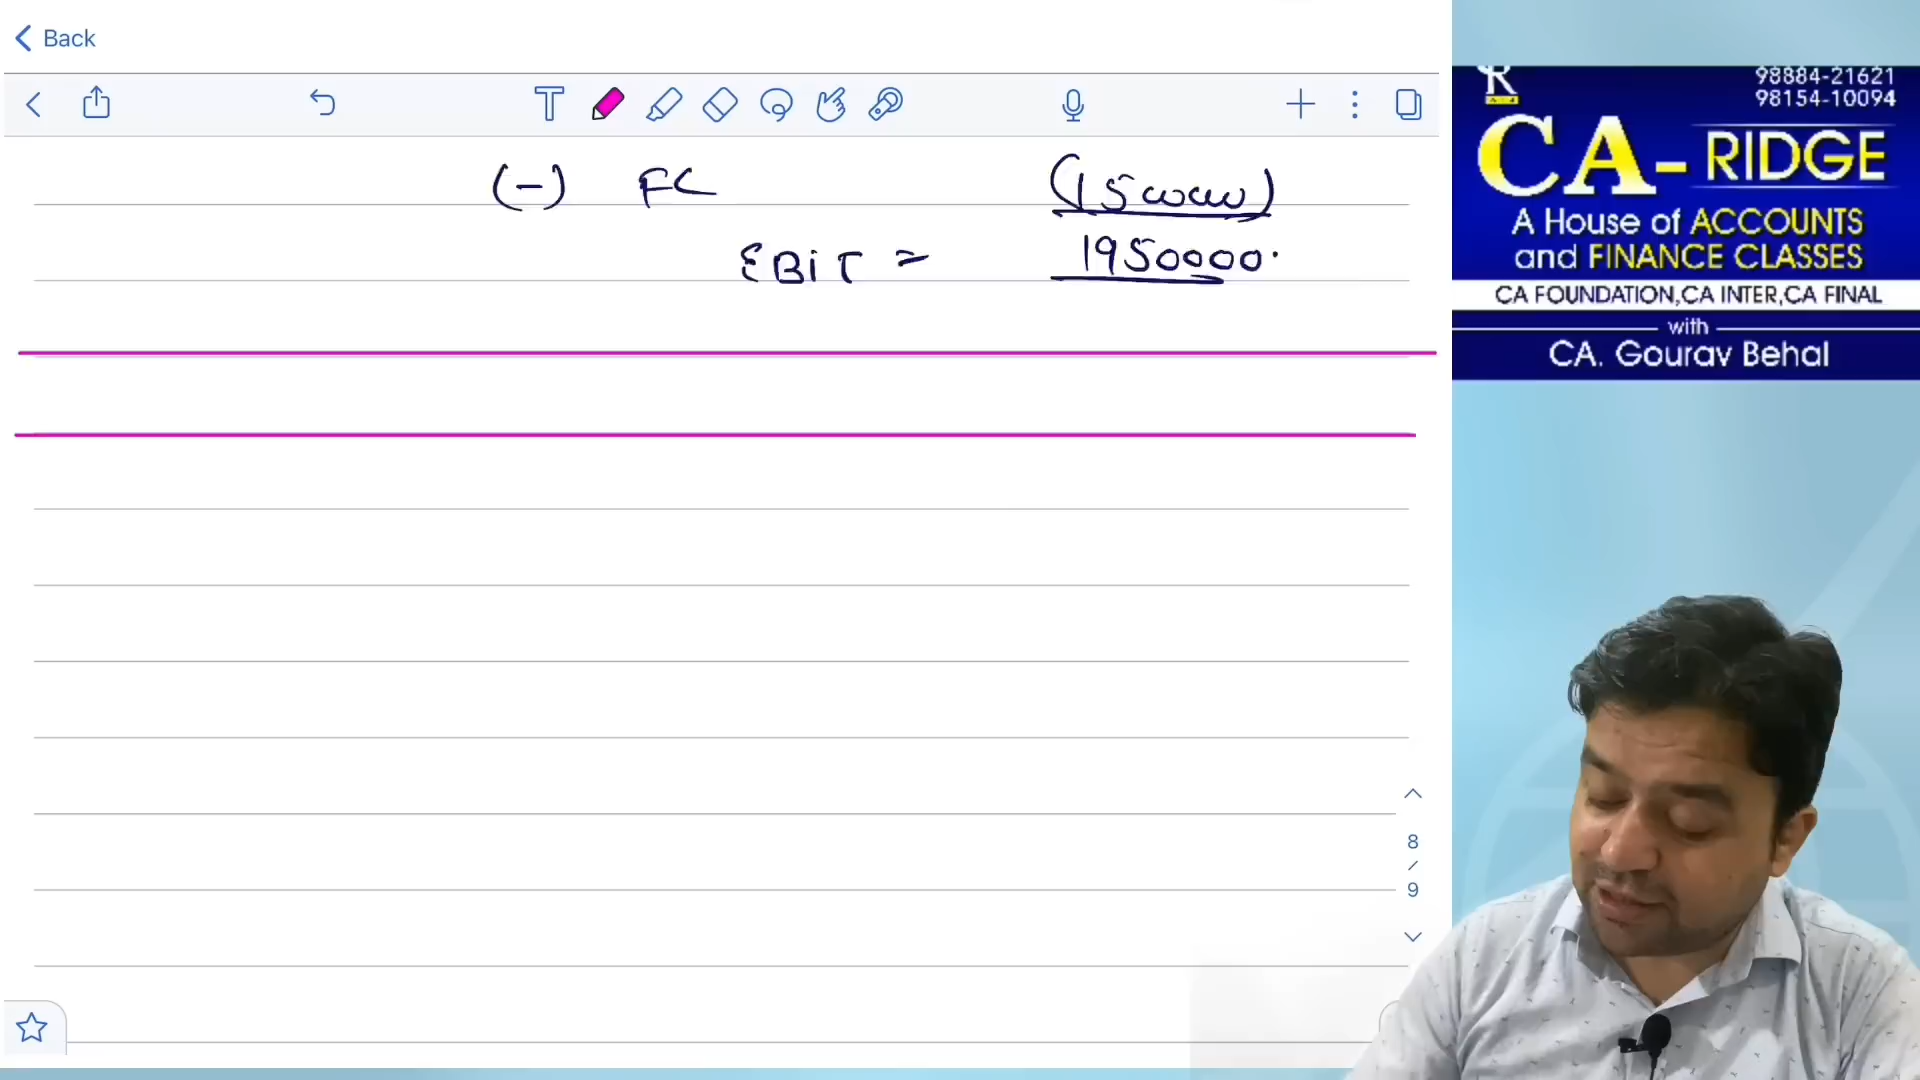 Back
(-) FC (1500000)
EBIT = 1950000.
R
98884-21621
98154-10094
CA-RIDGE
A House of ACCOUNTS
and FINANCE CLASSES
CA FOUNDATION,CA INTER,CA FINAL
with
CA. Gourav Behal
8
/
9